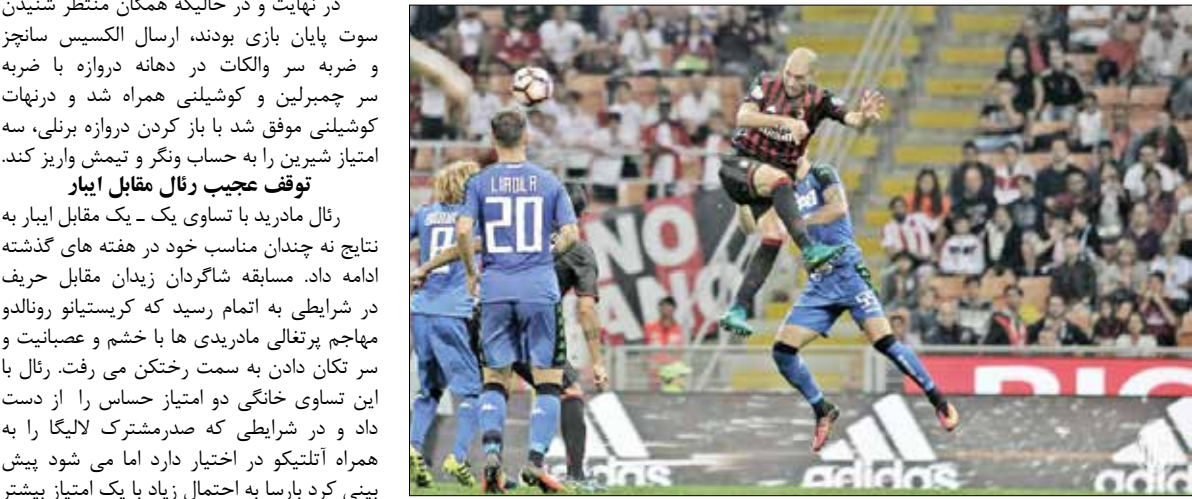 در نهایت و در حالیکه همگان منتظر شنیدن
سوت پایان بازی بودند، ارسال الکسیس سانچز
و ضربه سر والکات در دهانه دروازه با ضربه
سر چمبرلین و کوشیلنی همراه شد و درنهات
کوشیلنی موفق شد با باز کردن دروازه برنلی، سه
امتیاز شیرین را به حساب ونگر و تیمش واریز کند.
توقف عجیب رئال مقابل ایبار
رئال مادرید با تساوی یک ـ یک مقابل ایبار به
نتایج نه چندان مناسب خود در هفته های گذشته
ادامه داد. مسابقه شاگردان زیدان مقابل حریف
در شرایطی به اتمام رسید که کریستیانو رونالدو
مهاجم پرتغالی مادریدی ها با خشم و عصبانیت و
سر تکان دادن به سمت رختکن می رفت. رئال با
این تساوی خانگی دو امتیاز حساس را از دست
داد و در شرایطی که صدرمشترک لالیگا را به
همراه آتلتیکو در اختیار دارد اما می شود پیش
بینی کرد بارسا به احتمال زیاد با یک امتیاز بیشتر
LIROLA
20
NO
adidas
adidas